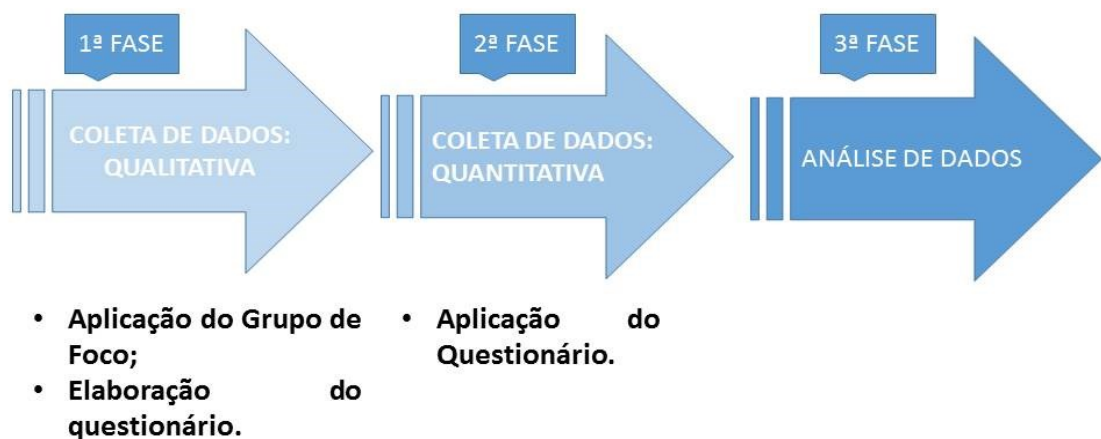 1ª FASE
COLETA DE DADOS:
QUALITATIVA
• Aplicação do Grupo de
Foco;
• Elaboração do
questionário.
2ª FASE
COLETA DE DADOS:
QUANTITATIVA
• Aplicação do
Questionário.
3ª FASE
ANÁLISE DE DADOS